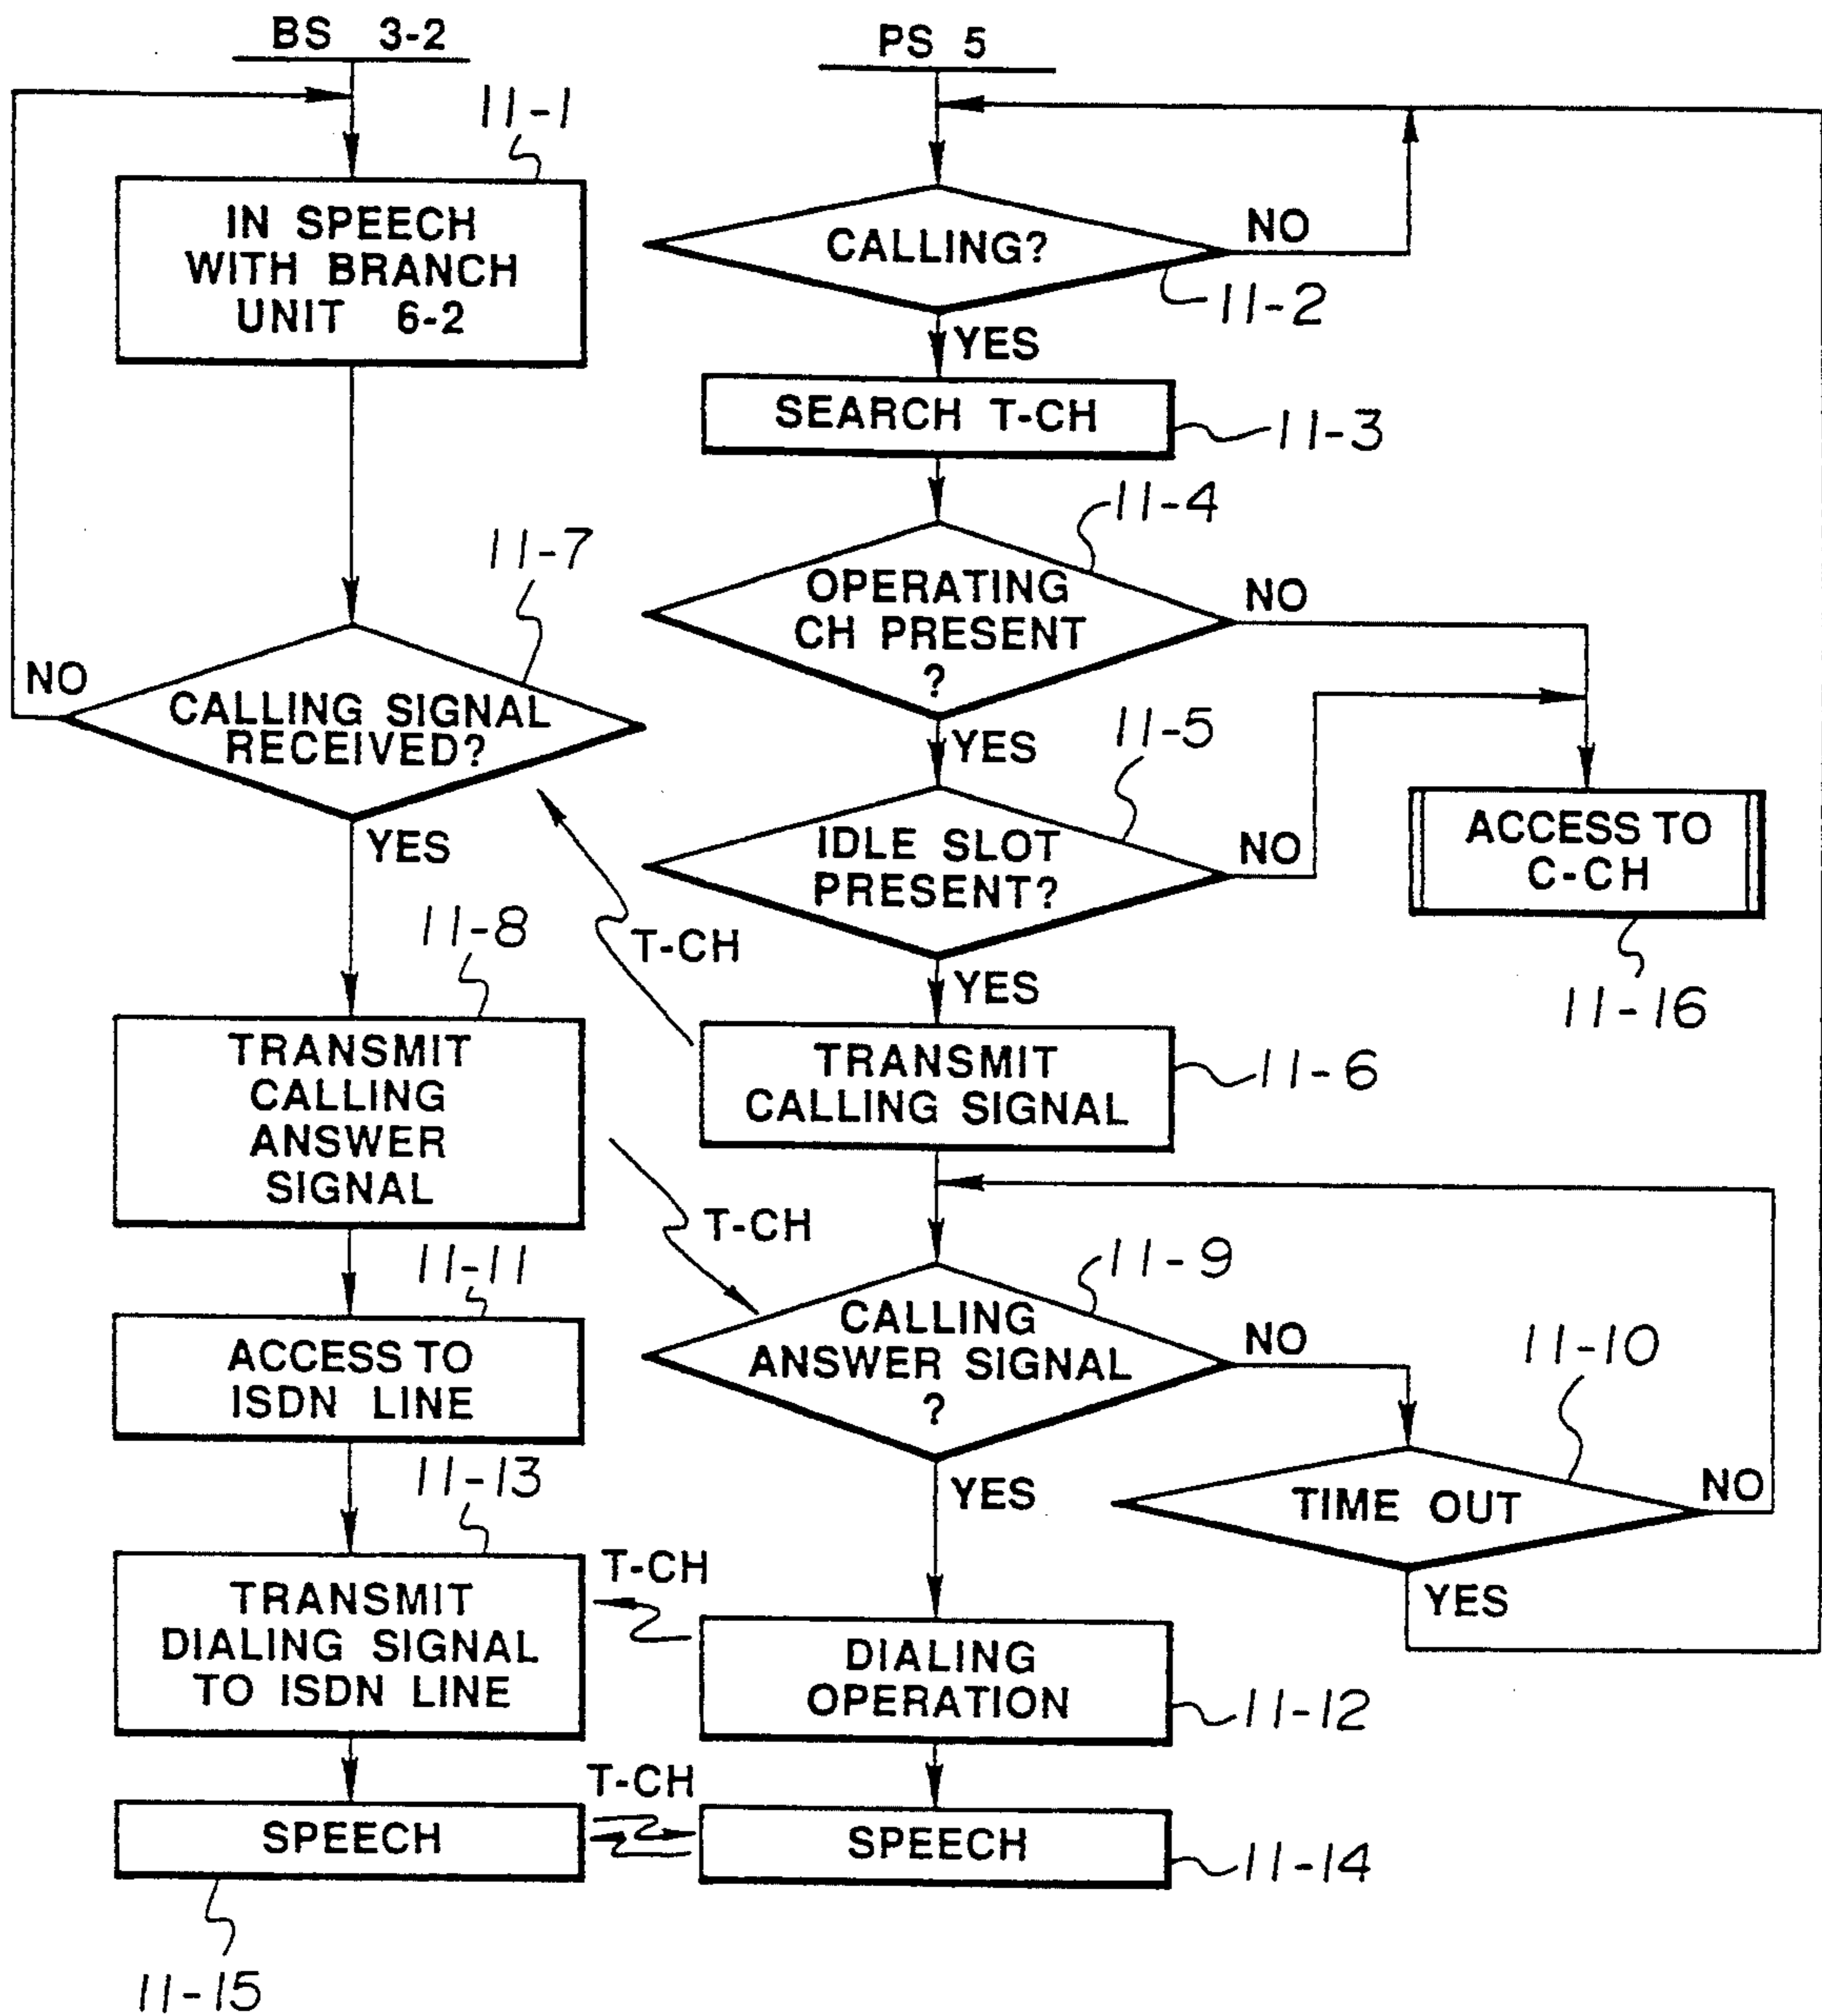 BS 3-2
11-1
IN SPEECH
WITH BRANCH
UNIT 6-2
11-7
NO
CALLING SIGNAL
RECEIVED?
YES
11-8
TRANSMIT
CALLING
ANSWER
SIGNAL
11-11
ACCESS TO
ISDN LINE
11-13
TRANSMIT
DIALING SIGNAL
TO ISDN LINE
SPEECH
11-15
T-CH
T-CH
T-CH
T-CH
PS 5
CALLING?
NO
11-2
YES
SEARCH T-CH
11-3
11-4
OPERATING
CH PRESENT
?
NO
YES
11-5
IDLE SLOT
PRESENT?
NO
ACCESS TO
C-CH
11-16
YES
TRANSMIT
CALLING SIGNAL
11-6
11-9
CALLING
ANSWER SIGNAL
?
NO
11-10
TIME OUT
NO
YES
YES
DIALING
OPERATION
11-12
SPEECH
11-14